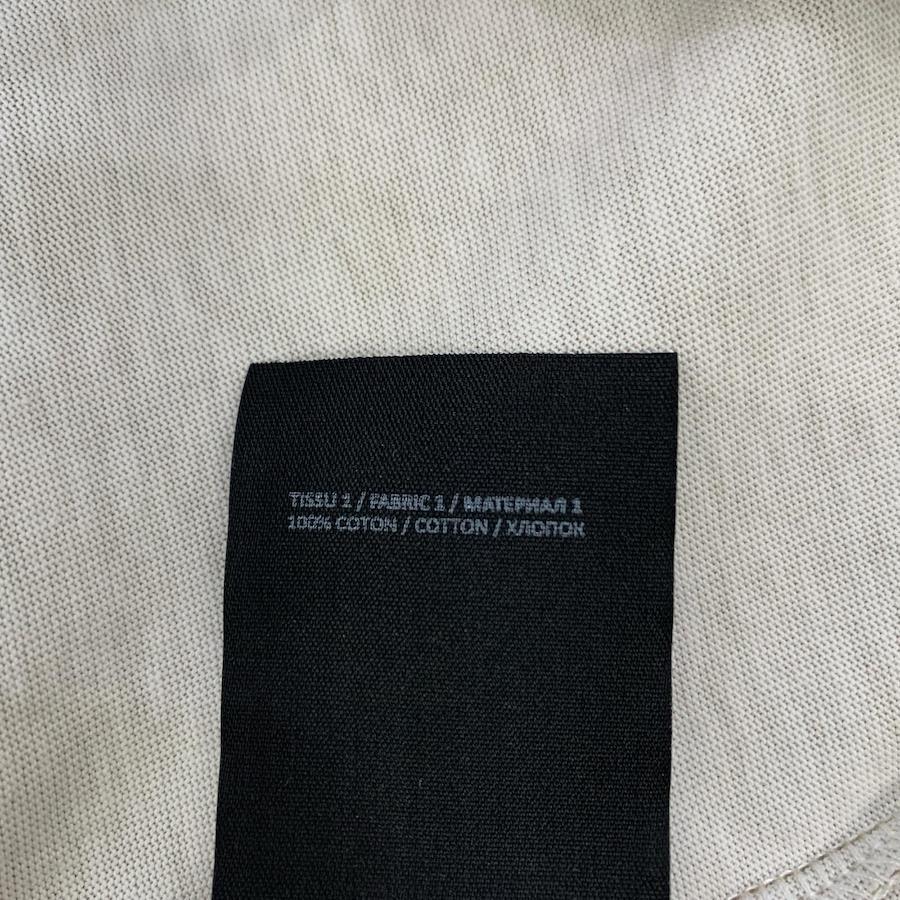 TISSU 1 / FABRIC 1 / МАТЕРИАЛ 1
100% COTON / COTTON / ХЛОПОК